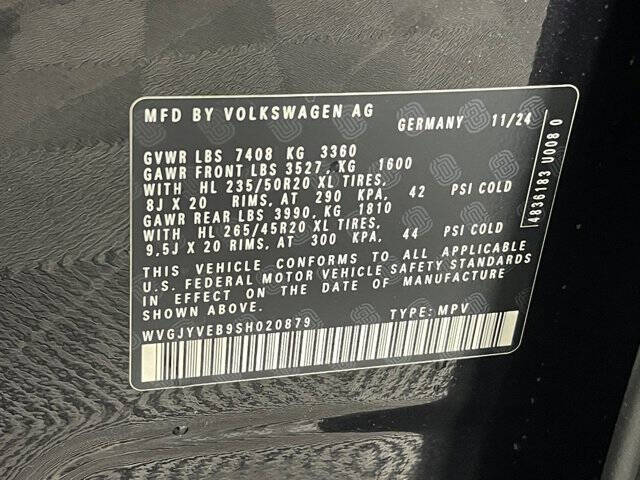 MFD BY VOLKSWAGEN AG
GERMANY 11/24
GVWR LBS 7408 KG 3360
GAWR FRONT LBS 3527, KG 1600
WITH HL 235/50R20 XL TIRES,
8J X 20 RIMS, AT 290 KPA, 42 PSI COLD
GAWR REAR LBS 3990, KG 1810
WITH HL 265/45R20 XL TIRES,
9,5J X 20 RIMS, AT 300 KPA, 44 PSI COLD
THIS VEHICLE CONFORMS TO ALL APPLICABLE
U.S. FEDERAL MOTOR VEHICLE SAFETY STANDARDS
IN EFFECT ON THE DATE OF MANUFACTURE
SHOWN ABOVE.
WVGJYVEB9SH020879 TYPE: MPV
4836183 U008 0